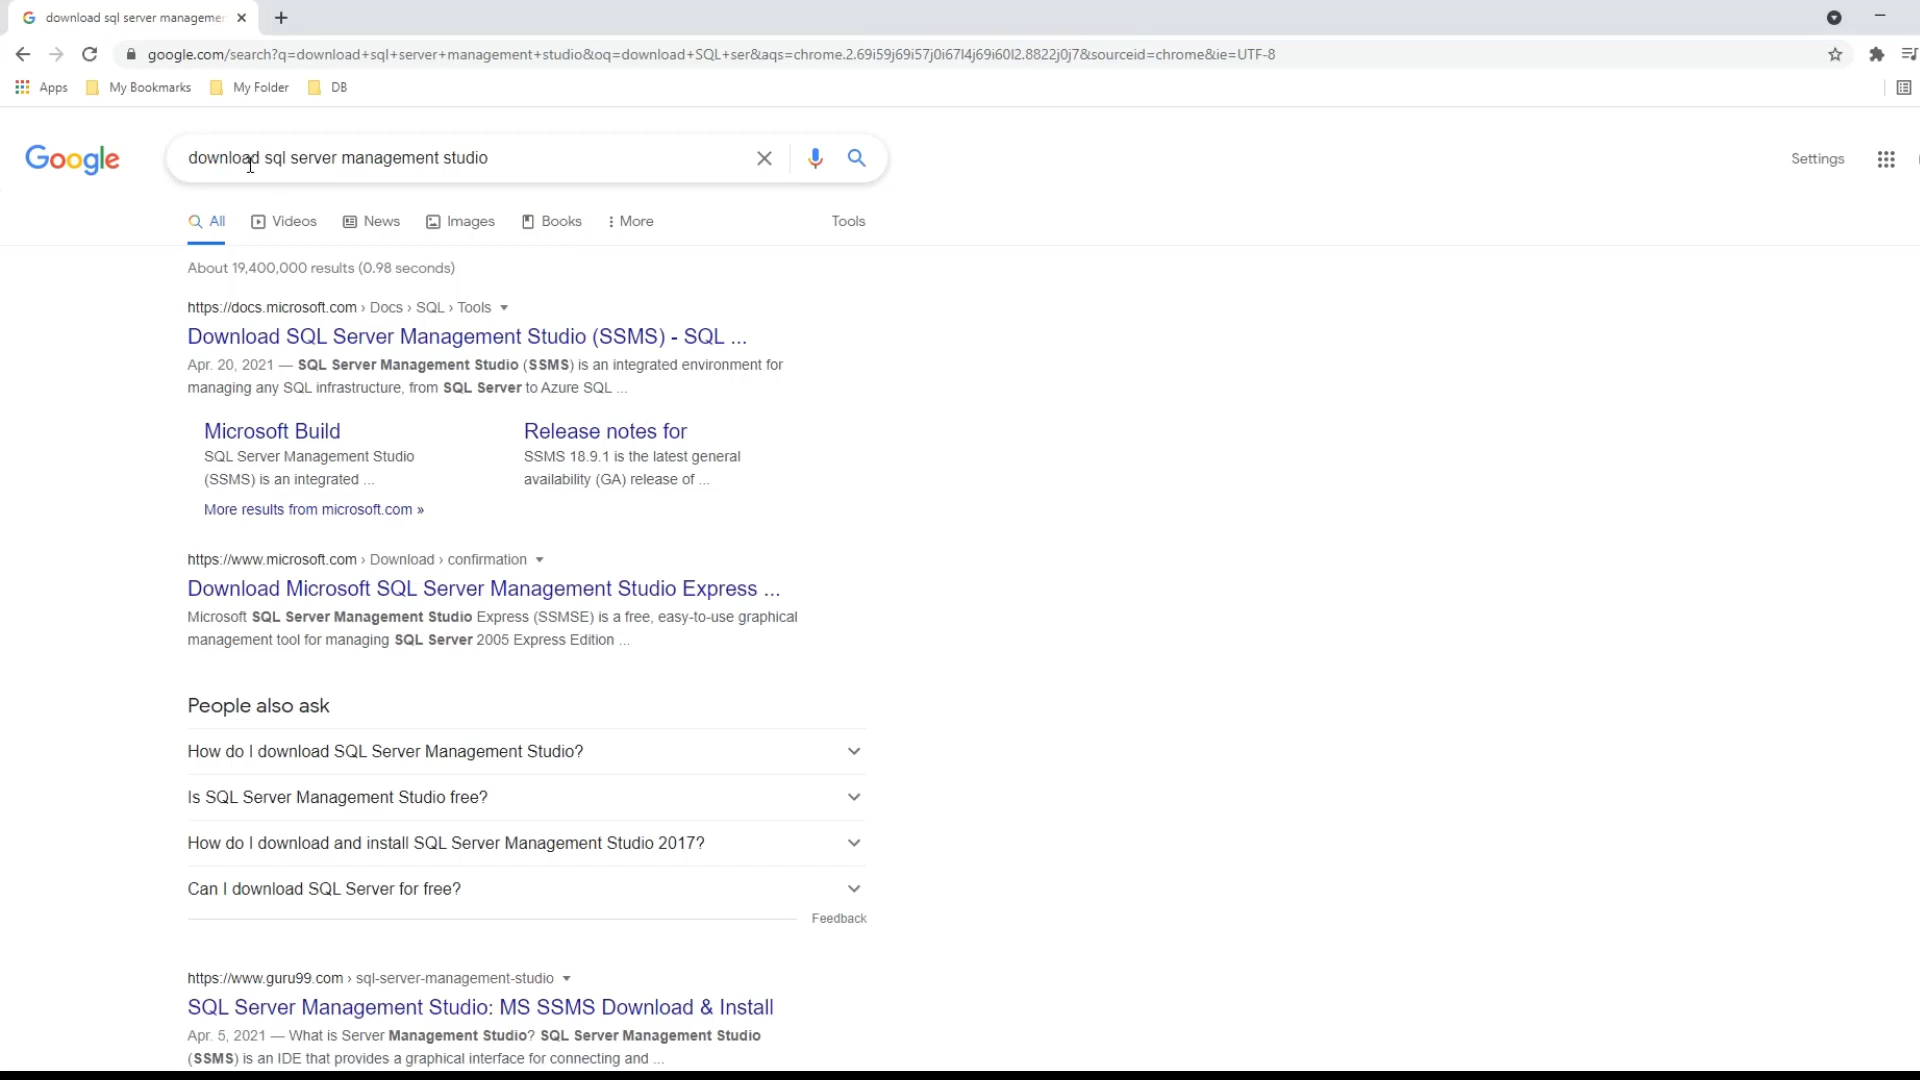 download sql server managemer
google.com/search?q=download+sql+server+management+studio&oq=download+SQL+ser&aqs=chrome.2.69i59j69i57j0i67l4j69i60l2.8822j0j7&sourceid=chrome&ie=UTF-8
Apps My Bookmarks My Folder DB
Google download sql server management studio Settings
All Videos News Images Books More Tools
About 19,400,000 results (0.98 seconds)
https://docs.microsoft.com › Docs › SQL › Tools
Download SQL Server Management Studio (SSMS) - SQL ...
Apr. 20, 2021 — SQL Server Management Studio (SSMS) is an integrated environment for
managing any SQL infrastructure, from SQL Server to Azure SQL ...
Microsoft Build Release notes for
SQL Server Management Studio SSMS 18.9.1 is the latest general
(SSMS) is an integrated ... availability (GA) release of ...
More results from microsoft.com »
https://www.microsoft.com › Download › confirmation
Download Microsoft SQL Server Management Studio Express ...
Microsoft SQL Server Management Studio Express (SSMSE) is a free, easy-to-use graphical
management tool for managing SQL Server 2005 Express Edition ...
People also ask
How do I download SQL Server Management Studio?
Is SQL Server Management Studio free?
How do I download and install SQL Server Management Studio 2017?
Can I download SQL Server for free?
Feedback
https://www.guru99.com › sql-server-management-studio
SQL Server Management Studio: MS SSMS Download & Install
Apr. 5, 2021 — What is Server Management Studio? SQL Server Management Studio
(SSMS) is an IDE that provides a graphical interface for connecting and ...